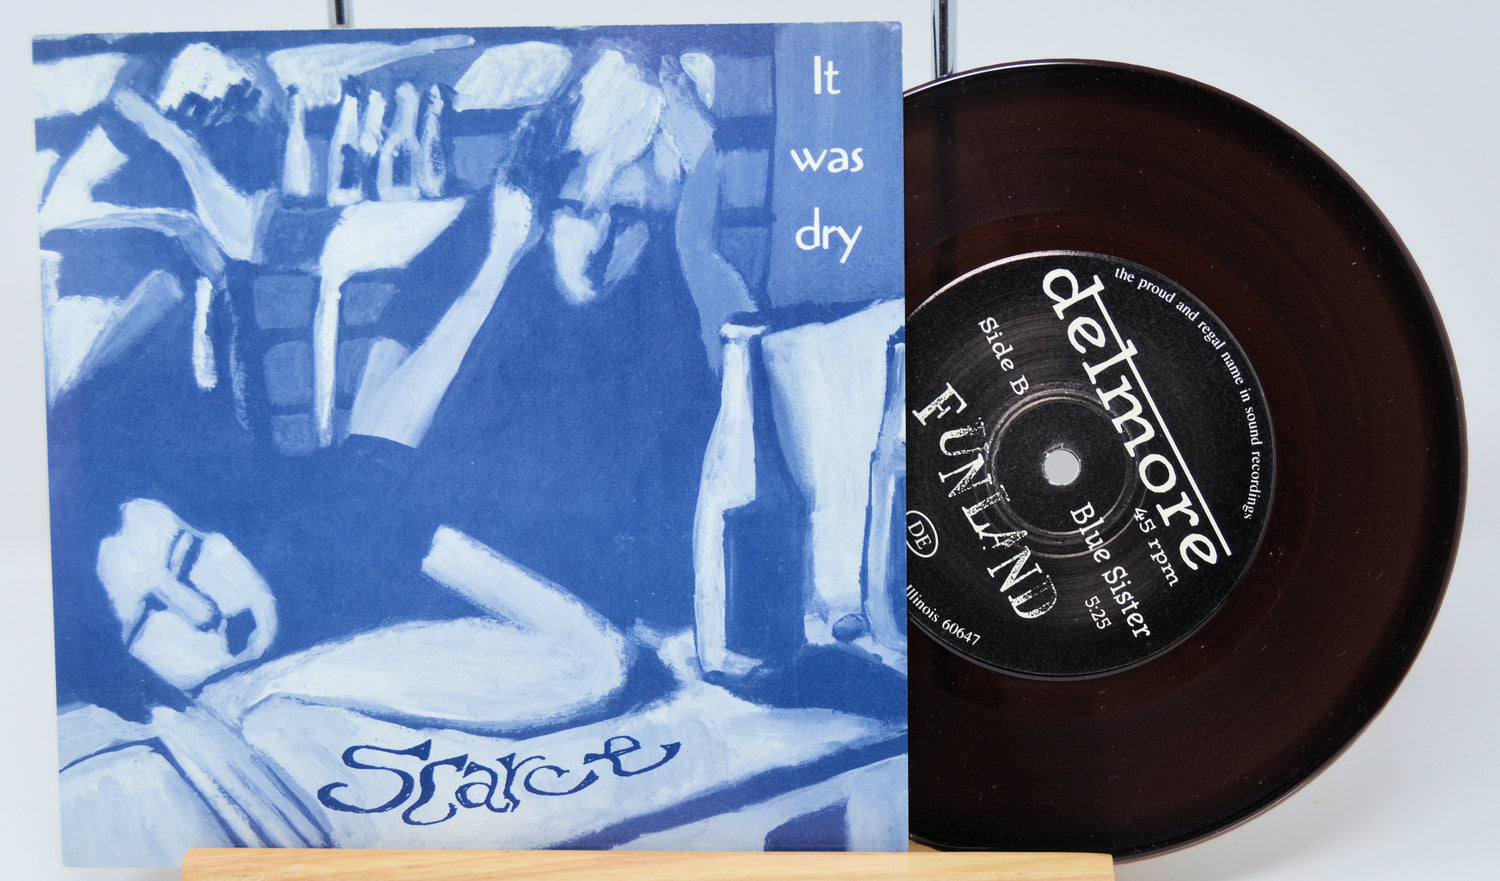 It
was
dry
Scarce
delmore
the proud and regal name in sound recordings
Side B
45 rpm
FUNLAND
Blue Sister
5:25
DE
Illinois 60647